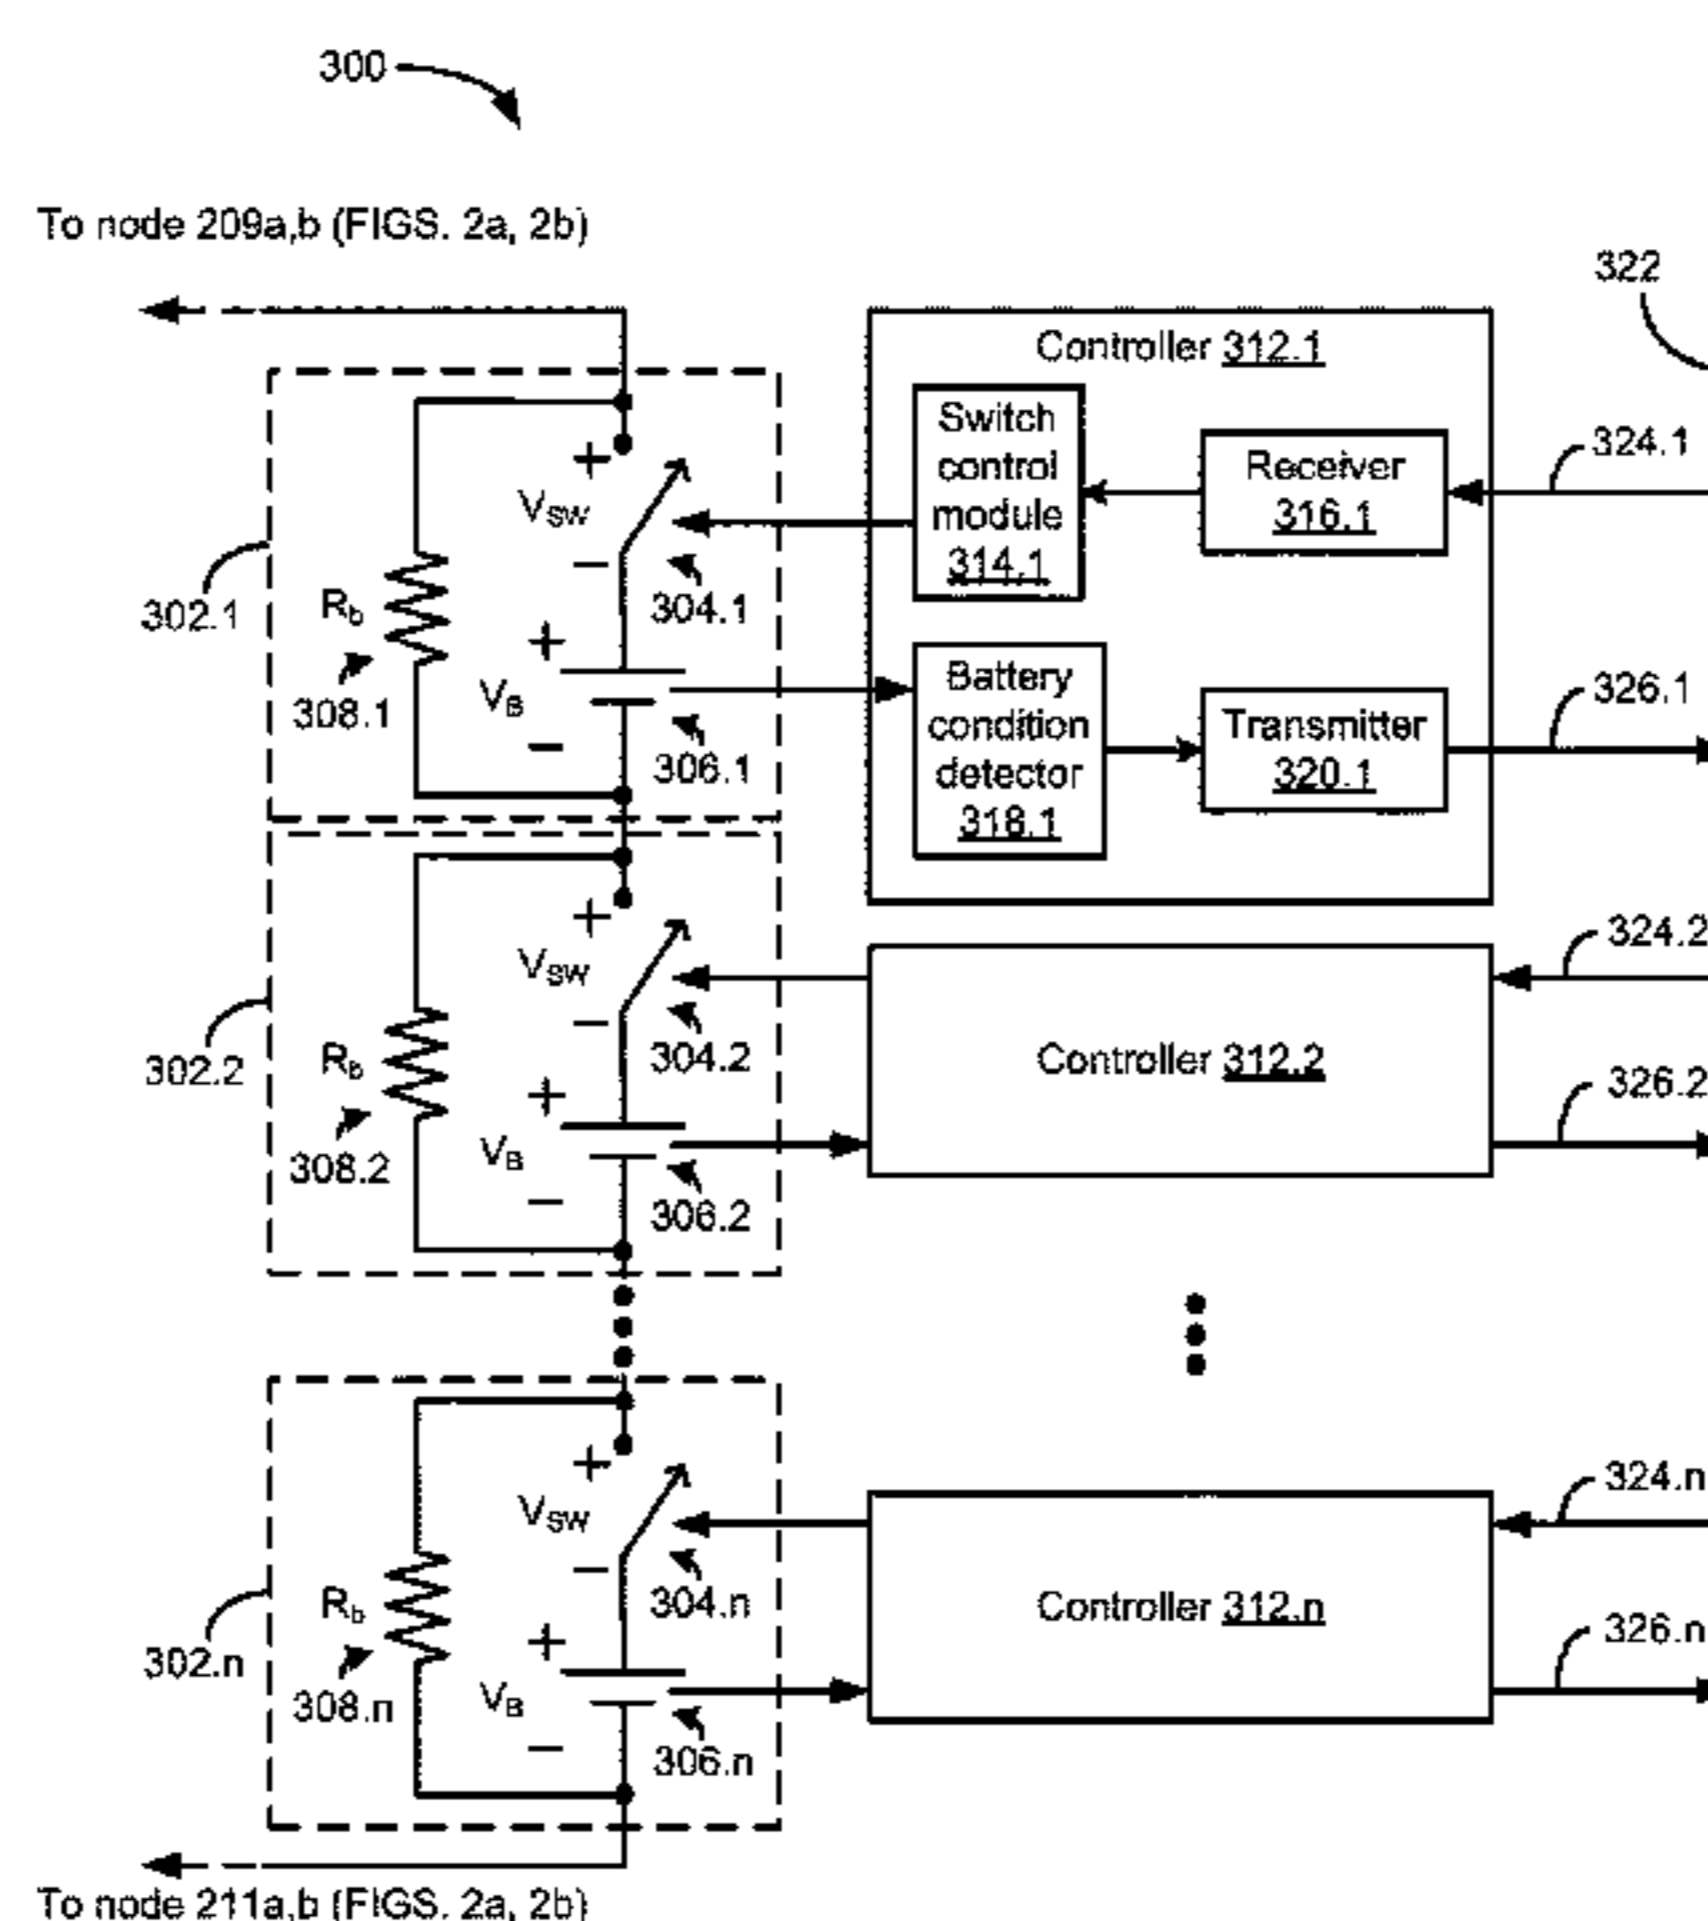 300
To node 209a,b (FIGS. 2a, 2b)
322
Controller 312.1
Switch
control
module
314.1
Receiver
316.1
324.1
+
VSW
−
304.1
302.1
Rb
308.1
+
VB
−
306.1
Battery
condition
detector
318.1
Transmitter
320.1
326.1
+
VSW
−
304.2
324.2
302.2
Rb
308.2
Controller 312.2
+
VB
−
306.2
326.2
+
VSW
−
304.n
324.n
302.n
Rb
308.n
Controller 312.n
+
VB
−
306.n
326.n
To node 211a,b (FIGS. 2a, 2b)